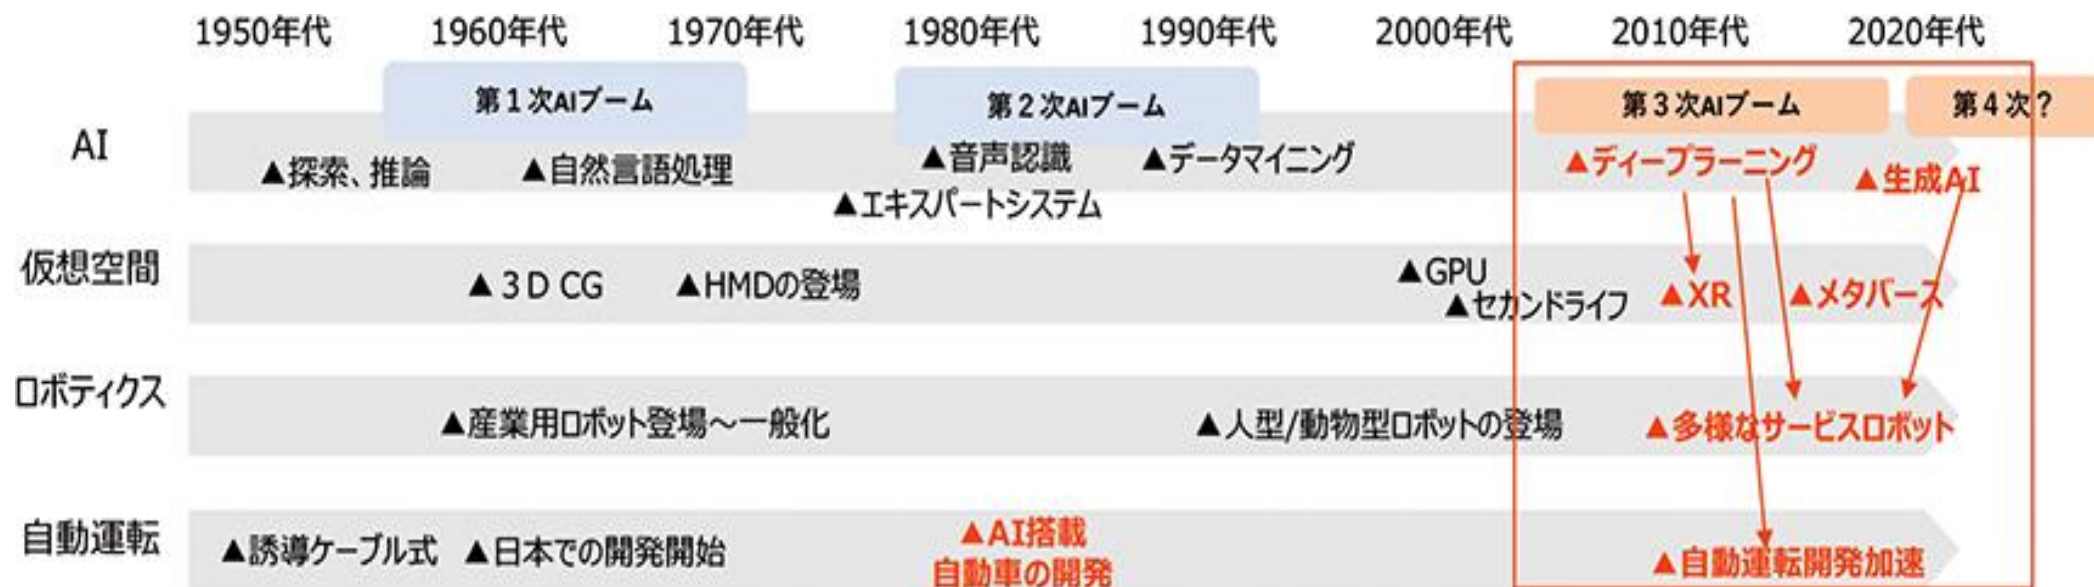 1950年代 1960年代 1970年代 1980年代 1990年代 2000年代 2010年代 2020年代
第1次AIブーム 第2次AIブーム 第3次AIブーム 第4次?
AI
▲探索、推論 ▲自然言語処理 ▲音声認識 ▲データマイニング ▲ディープラーニング ▲生成AI
▲エキスパートシステム
仮想空間
▲3D CG ▲HMDの登場 ▲GPU ▲XR ▲メタバース
▲セカンドライフ
ロボティクス
▲産業用ロボット登場~一般化 ▲人型/動物型ロボットの登場 ▲多様なサービスロボット
自動運転
▲誘導ケーブル式 ▲日本での開発開始 ▲AI搭載 ▲自動運転開発加速
自動車の開発